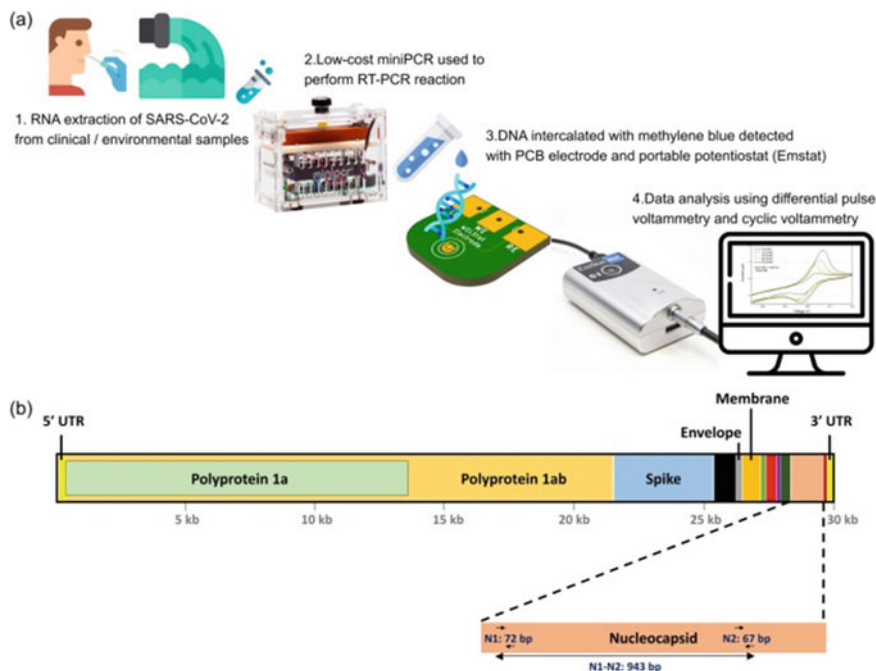 (a)
1. RNA extraction of SARS-CoV-2
from clinical / environmental samples
2.Low-cost miniPCR used to
perform RT-PCR reaction
3.DNA intercalated with methylene blue detected
with PCB electrode and portable potentiostat (Emstat)
4.Data analysis using differential pulse
voltammetry and cyclic voltammetry
WE
RE
Electrode
(b)
5' UTR
Membrane
Envelope
3' UTR
Polyprotein 1a
Polyprotein 1ab
Spike
5 kb
10 kb
15 kb
20 kb
25 kb
30 kb
N1: 72 bp
Nucleocapsid
N2: 67 bp
N1-N2: 943 bp